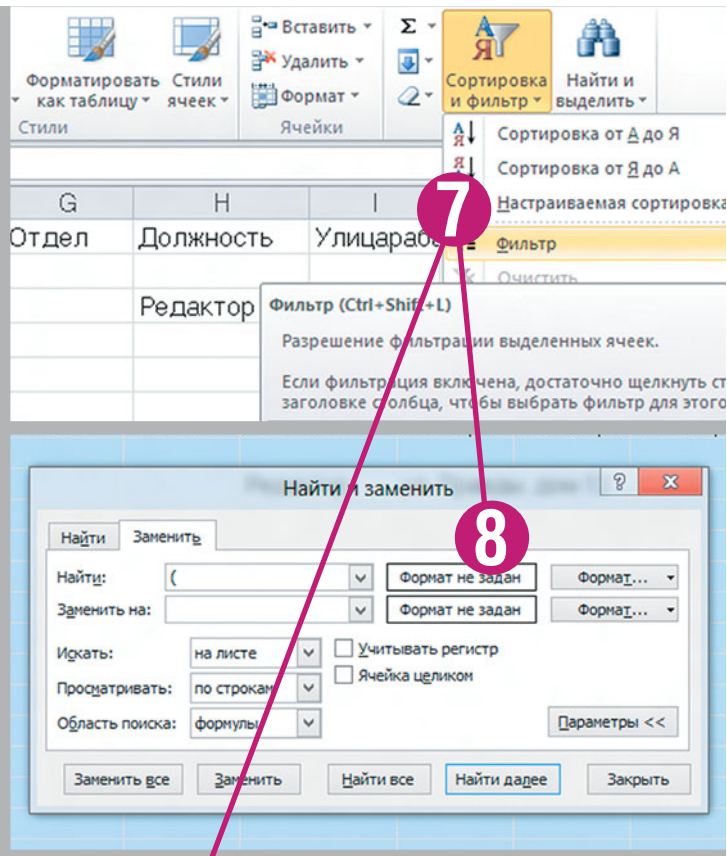 Вставить
Σ
Удалить
Форматировать
как таблицу
Стили
ячеек
Формат
Сортировка
и фильтр
Найти и
выделить
Стили
Ячейки
Сортировка от А до Я
Сортировка от Я до А
Настраиваемая сортировка
Фильтр
Очистить
7
G H I
Отдел Должность
Редактор
Фильтр (Ctrl+Shift+L)
Разрешение фильтрации выделенных ячеек.
Если фильтрация включена, достаточно щелкнуть ст
заголовке столбца, чтобы выбрать фильтр для этого
Найти и заменить
8
Найти Заменить
Найти: ( Формат не задан Формат...
Заменить на: Формат не задан Формат...
Искать: на листе Учитывать регистр
Просматривать: по строкам Ячейка целиком
Область поиска: формулы Параметры <<
Заменить все Заменить Найти все Найти далее Закрыть